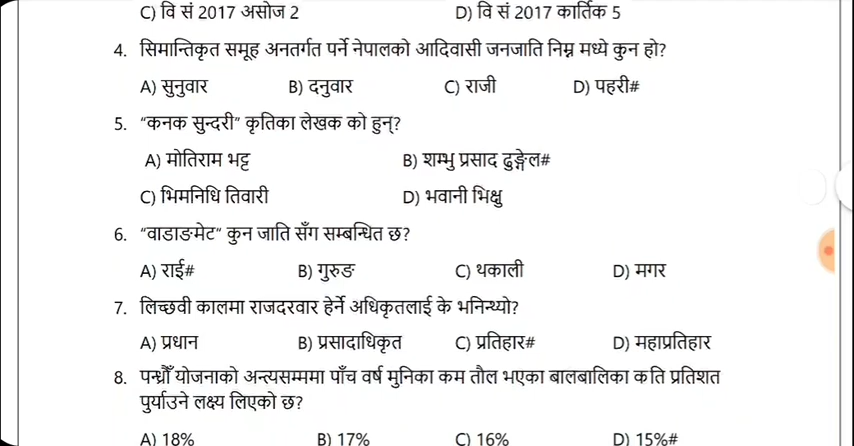 C) वि सं 2017 असोज 2 D) वि सं 2017 कार्तिक 5
4. सिमान्तिकृत समूह अनतर्गत पर्ने नेपालको आदिवासी जनजाति निम्न मध्ये कुन हो?
A) सुनुवार B) दनुवार C) राजी D) पहरी#
5. “कनक सुन्दरी” कृतिका लेखक को हुन्?
A) मोतिराम भट्ट B) शम्भु प्रसाद ढुङ्गेल#
C) भिमनिधि तिवारी D) भवानी भिक्षु
6. “वाडाङमेट“ कुन जाति सँग सम्बन्धित छ?
A) राई# B) गुरुङ C) थकाली D) मगर
7. लिच्छवी कालमा राजदरवार हेर्ने अधिकृतलाई के भनिन्थ्यो?
A) प्रधान B) प्रसादाधिकृत C) प्रतिहार# D) महाप्रतिहार
8. पन्ध्रौँ योजनाको अन्त्यसम्ममा पाँच वर्ष मुनिका कम तौल भएका बालबालिका कति प्रतिशत
पुर्याउने लक्ष्य लिएको छ?
A) 18% B) 17% C) 16% D) 15%#